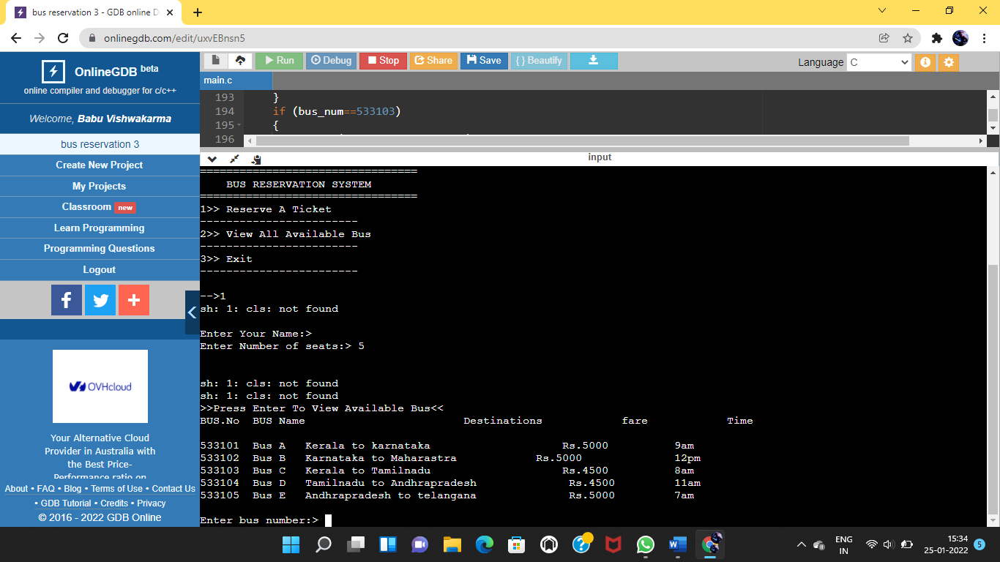 bus reservation 3 - GDB online D
onlinegdb.com/edit/uxvEBnsn5
OnlineGDB beta
online compiler and debugger for c/c++
Welcome, Babu Vishwakarma
bus reservation 3
Create New Project
My Projects
Classroom new
Learn Programming
Programming Questions
Logout
OVHcloud
Your Alternative Cloud
Provider in Australia with
the Best Price-
Performance ratio on
About • FAQ • Blog • Terms of Use • Contact Us
• GDB Tutorial • Credits • Privacy
© 2016 - 2022 GDB Online
Run Debug Stop Share Save { } Beautify Language C
main.c
193 }
194 if (bus_num==533103)
195 {
196
input
=================================
BUS RESERVATION SYSTEM
=================================
1>> Reserve A Ticket
------------------------
2>> View All Available Bus
------------------------
3>> Exit
------------------------
-->1
sh: 1: cls: not found
Enter Your Name:>
Enter Number of seats:> 5
sh: 1: cls: not found
sh: 1: cls: not found
>>Press Enter To View Available Bus<<
BUS.No BUS Name Destinations fare Time
533101 Bus A Kerala to karnataka Rs.5000 9am
533102 Bus B Karnataka to Maharastra Rs.5000 12pm
533103 Bus C Kerala to Tamilnadu Rs.4500 8am
533104 Bus D Tamilnadu to Andhrapradesh Rs.4500 11am
533105 Bus E Andhrapradesh to telangana Rs.5000 7am
Enter bus number:>
ENG
IN
15:34
25-01-2022
5